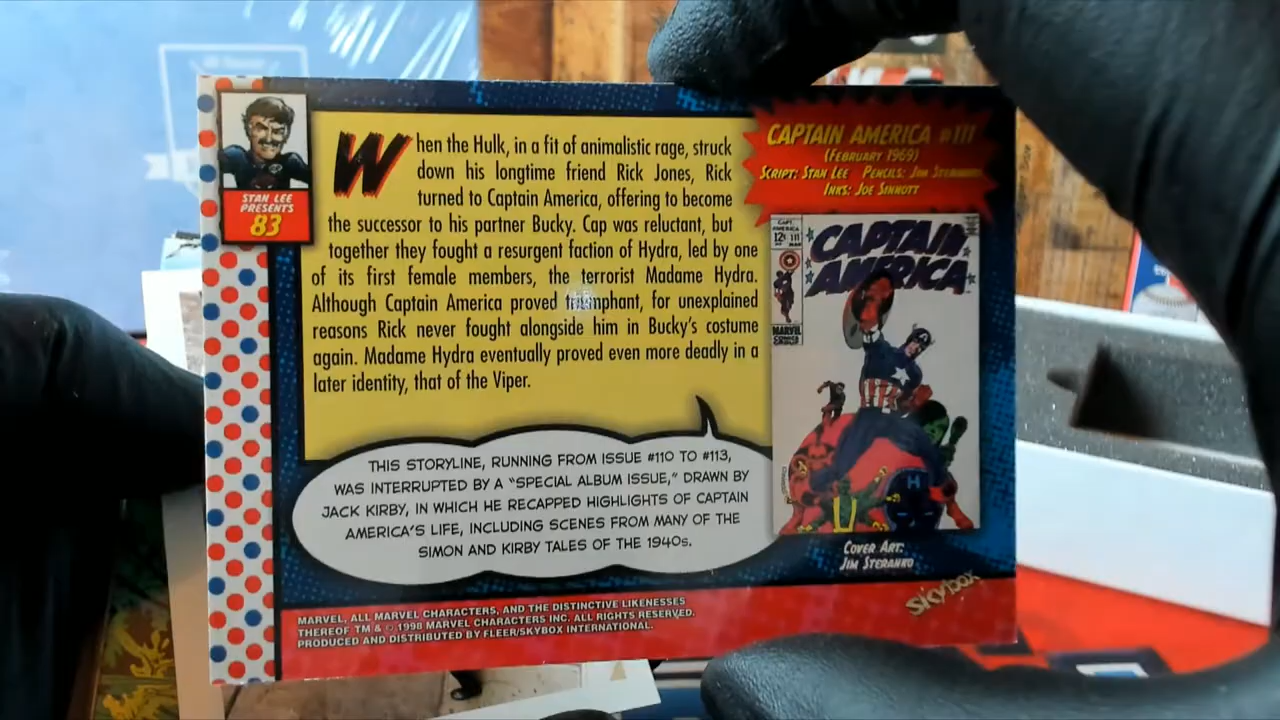 STAN LEE
PRESENTS
83
When the Hulk, in a fit of animalistic rage, struck
down his longtime friend Rick Jones, Rick
turned to Captain America, offering to become
the successor to his partner Bucky. Cap was reluctant, but
together they fought a resurgent faction of Hydra, led by one
of its first female members, the terrorist Madame Hydra.
Although Captain America proved triumphant, for unexplained
reasons Rick never fought alongside him in Bucky's costume
again. Madame Hydra eventually proved even more deadly in a
later identity, that of the Viper.
THIS STORYLINE, RUNNING FROM ISSUE #110 TO #113,
WAS INTERRUPTED BY A "SPECIAL ALBUM ISSUE," DRAWN BY
JACK KIRBY, IN WHICH HE RECAPPED HIGHLIGHTS OF CAPTAIN
AMERICA'S LIFE, INCLUDING SCENES FROM MANY OF THE
SIMON AND KIRBY TALES OF THE 1940s.
CAPTAIN AMERICA #111
(FEBRUARY 1969)
SCRIPT: STAN LEE PENCILS: JIM STERANKO
INKS: JOE SINNOTT
CAPT.
AMERICA
12¢ 111
MAR
MARVEL
COMICS
GROUP
CAPTAIN
AMERICA
H
COVER ART:
JIM STERANKO
SKYBOX
MARVEL, ALL MARVEL CHARACTERS, AND THE DISTINCTIVE LIKENESSES
THEREOF TM & © 1998 MARVEL CHARACTERS INC. ALL RIGHTS RESERVED.
PRODUCED AND DISTRIBUTED BY FLEER/SKYBOX INTERNATIONAL.